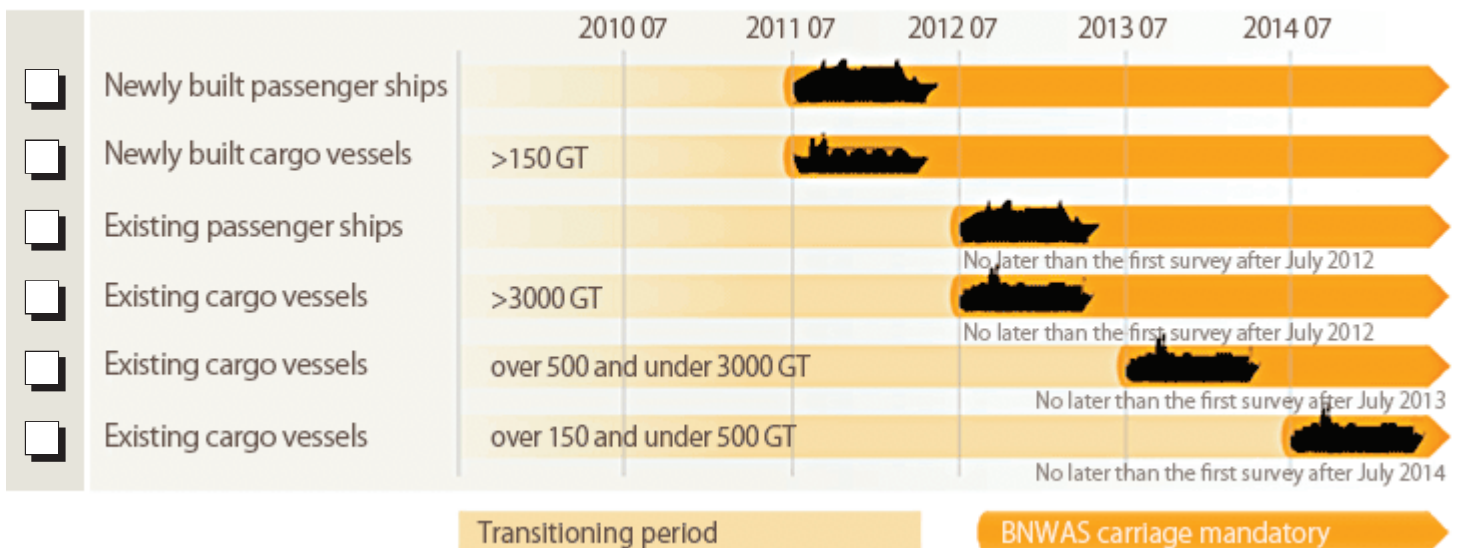 2010 07 2011 07 2012 07 2013 07 2014 07
Newly built passenger ships
Newly built cargo vessels >150 GT
Existing passenger ships
No later than the first survey after July 2012
Existing cargo vessels >3000 GT
No later than the first survey after July 2012
Existing cargo vessels over 500 and under 3000 GT
No later than the first survey after July 2013
Existing cargo vessels over 150 and under 500 GT
No later than the first survey after July 2014
Transitioning period BNWAS carriage mandatory